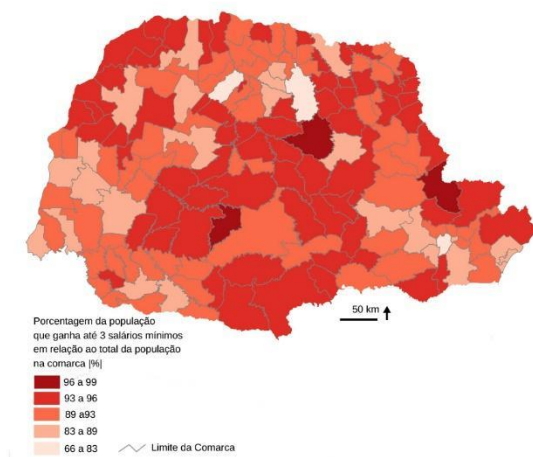 50 km
Porcentagem da população
que ganha até 3 salários mínimos
em relação ao total da população
na comarca |%|
96 a 99
93 a 96
89 a93
83 a 89
66 a 83
Limite da Comarca